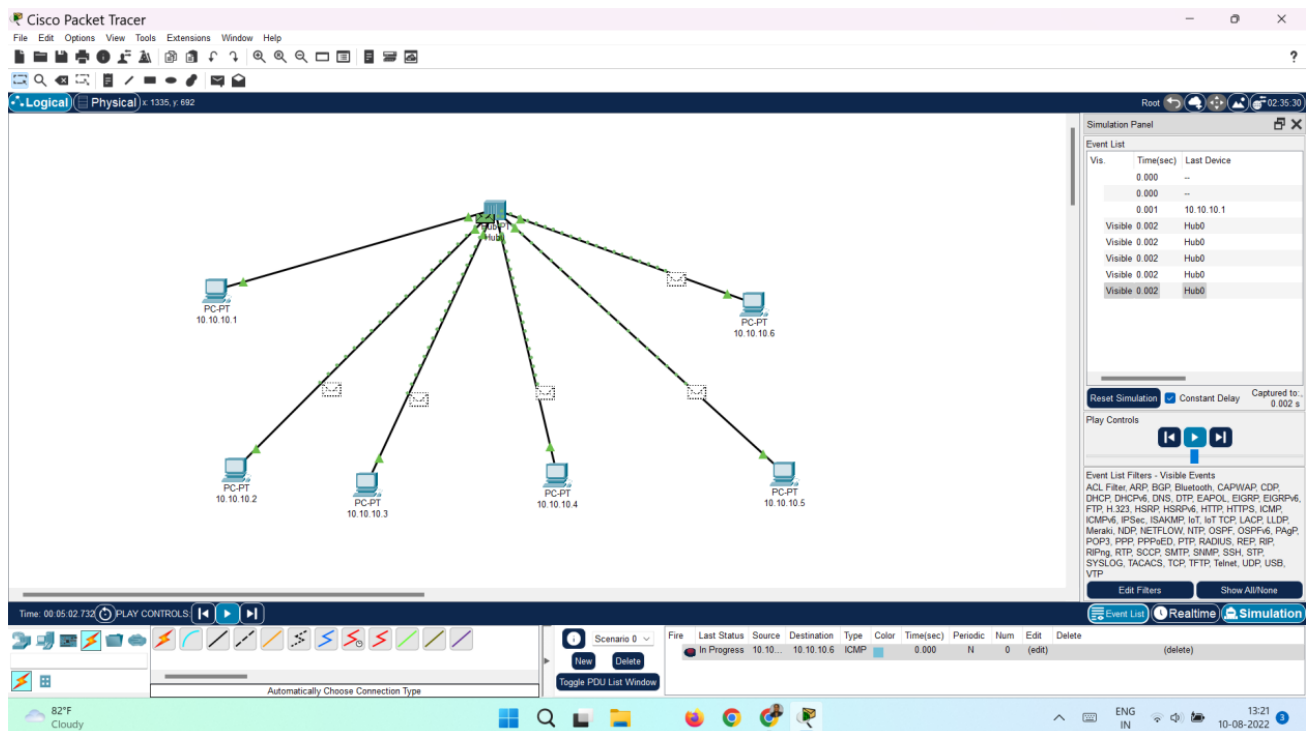 Cisco Packet Tracer
File Edit Options View Tools Extensions Window Help
?
Logical Physical x: 1335, y: 692
Root 02:35:30
Simulation Panel
Event List
Vis. Time(sec) Last Device
0.000 --
0.000 --
0.001 10.10.10.1
Visible 0.002 Hub0
Visible 0.002 Hub0
Visible 0.002 Hub0
Visible 0.002 Hub0
Visible 0.002 Hub0
Hub-PT
Hub0
PC-PT
10.10.10.1
PC-PT
10.10.10.6
PC-PT
10.10.10.2
PC-PT
10.10.10.3
PC-PT
10.10.10.4
PC-PT
10.10.10.5
Reset Simulation Constant Delay Captured to:
0.002 s
Play Controls
Event List Filters - Visible Events
ACL Filter, ARP, BGP, Bluetooth, CAPWAP, CDP,
DHCP, DHCPv6, DNS, DTP, EAPOL, EIGRP, EIGRPv6,
FTP, H.323, HSRP, HSRPv6, HTTP, HTTPS, ICMP,
ICMPv6, IPSec, ISAKMP, IoT, IoT TCP, LACP, LLDP,
Meraki, NDP, NETFLOW, NTP, OSPF, OSPFv6, PAgP,
POP3, PPP, PPPoED, PTP, RADIUS, REP, RIP,
RIPng, RTP, SCCP, SMTP, SNMP, SSH, STP,
SYSLOG, TACACS, TCP, TFTP, Telnet, UDP, USB,
VTP
Edit Filters Show All/None
Time: 00:05:02.732 PLAY CONTROLS:
Event List Realtime Simulation
Scenario 0
New Delete
Toggle PDU List Window
Fire Last Status Source Destination Type Color Time(sec) Periodic Num Edit Delete
In Progress 10.10... 10.10.10.6 ICMP 0.000 N 0 (edit) (delete)
Automatically Choose Connection Type
82°F
Cloudy
ENG
IN
13:21
10-08-2022
3